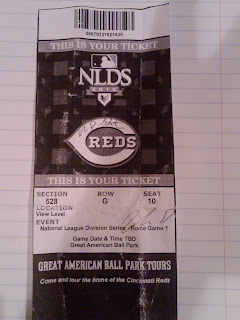 THIS IS YOUR TICKET
NLDS
2012
REDS
THIS IS YOUR TICKET
SECTION ROW SEAT
528 G 10
LOCATION
View Level
EVENT
National League Division Series - Home Game 1
Game Date & Time TBD
Great American Ball Park
GREAT AMERICAN BALL PARK TOURS
Come and tour the home of the Cincinnati Reds